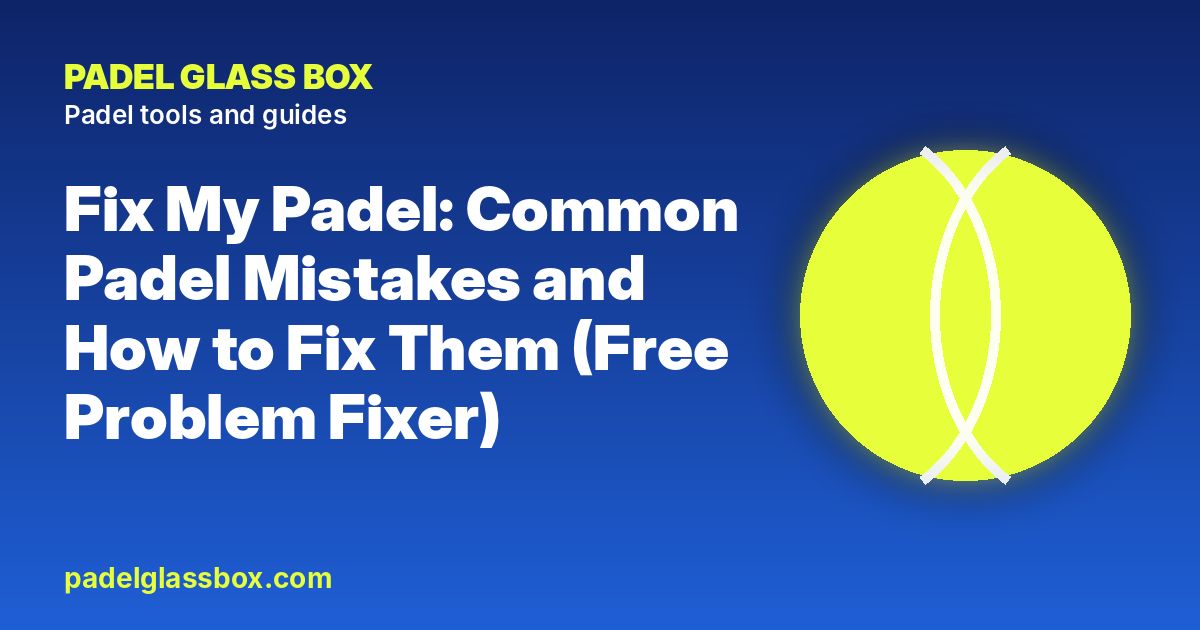 PADEL GLASS BOX
Padel tools and guides
Fix My Padel: Common
Padel Mistakes and
How to Fix Them (Free
Problem Fixer)
padelglassbox.com